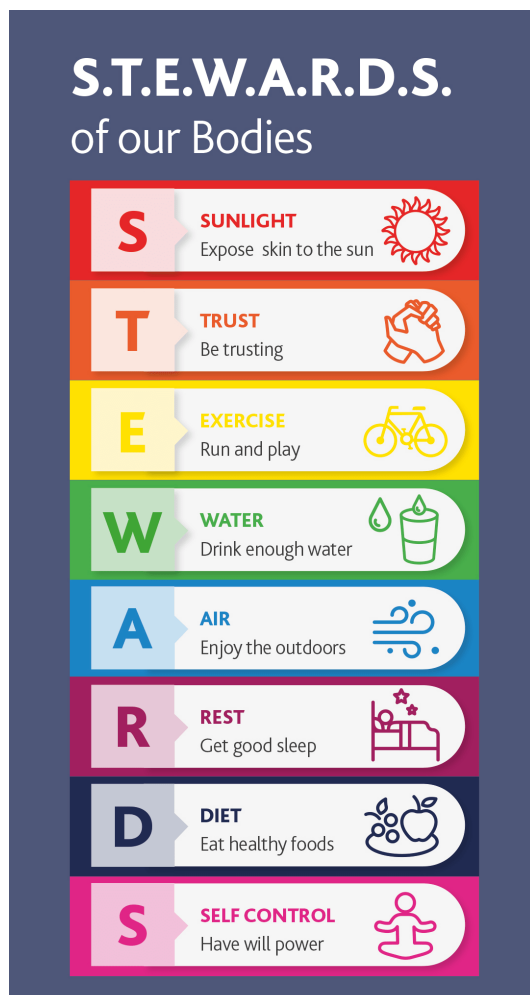 S.T.E.W.A.R.D.S.
of our Bodies
S
SUNLIGHT
Expose skin to the sun
T
TRUST
Be trusting
E
EXERCISE
Run and play
W
WATER
Drink enough water
A
AIR
Enjoy the outdoors
R
REST
Get good sleep
D
DIET
Eat healthy foods
S
SELF CONTROL
Have will power